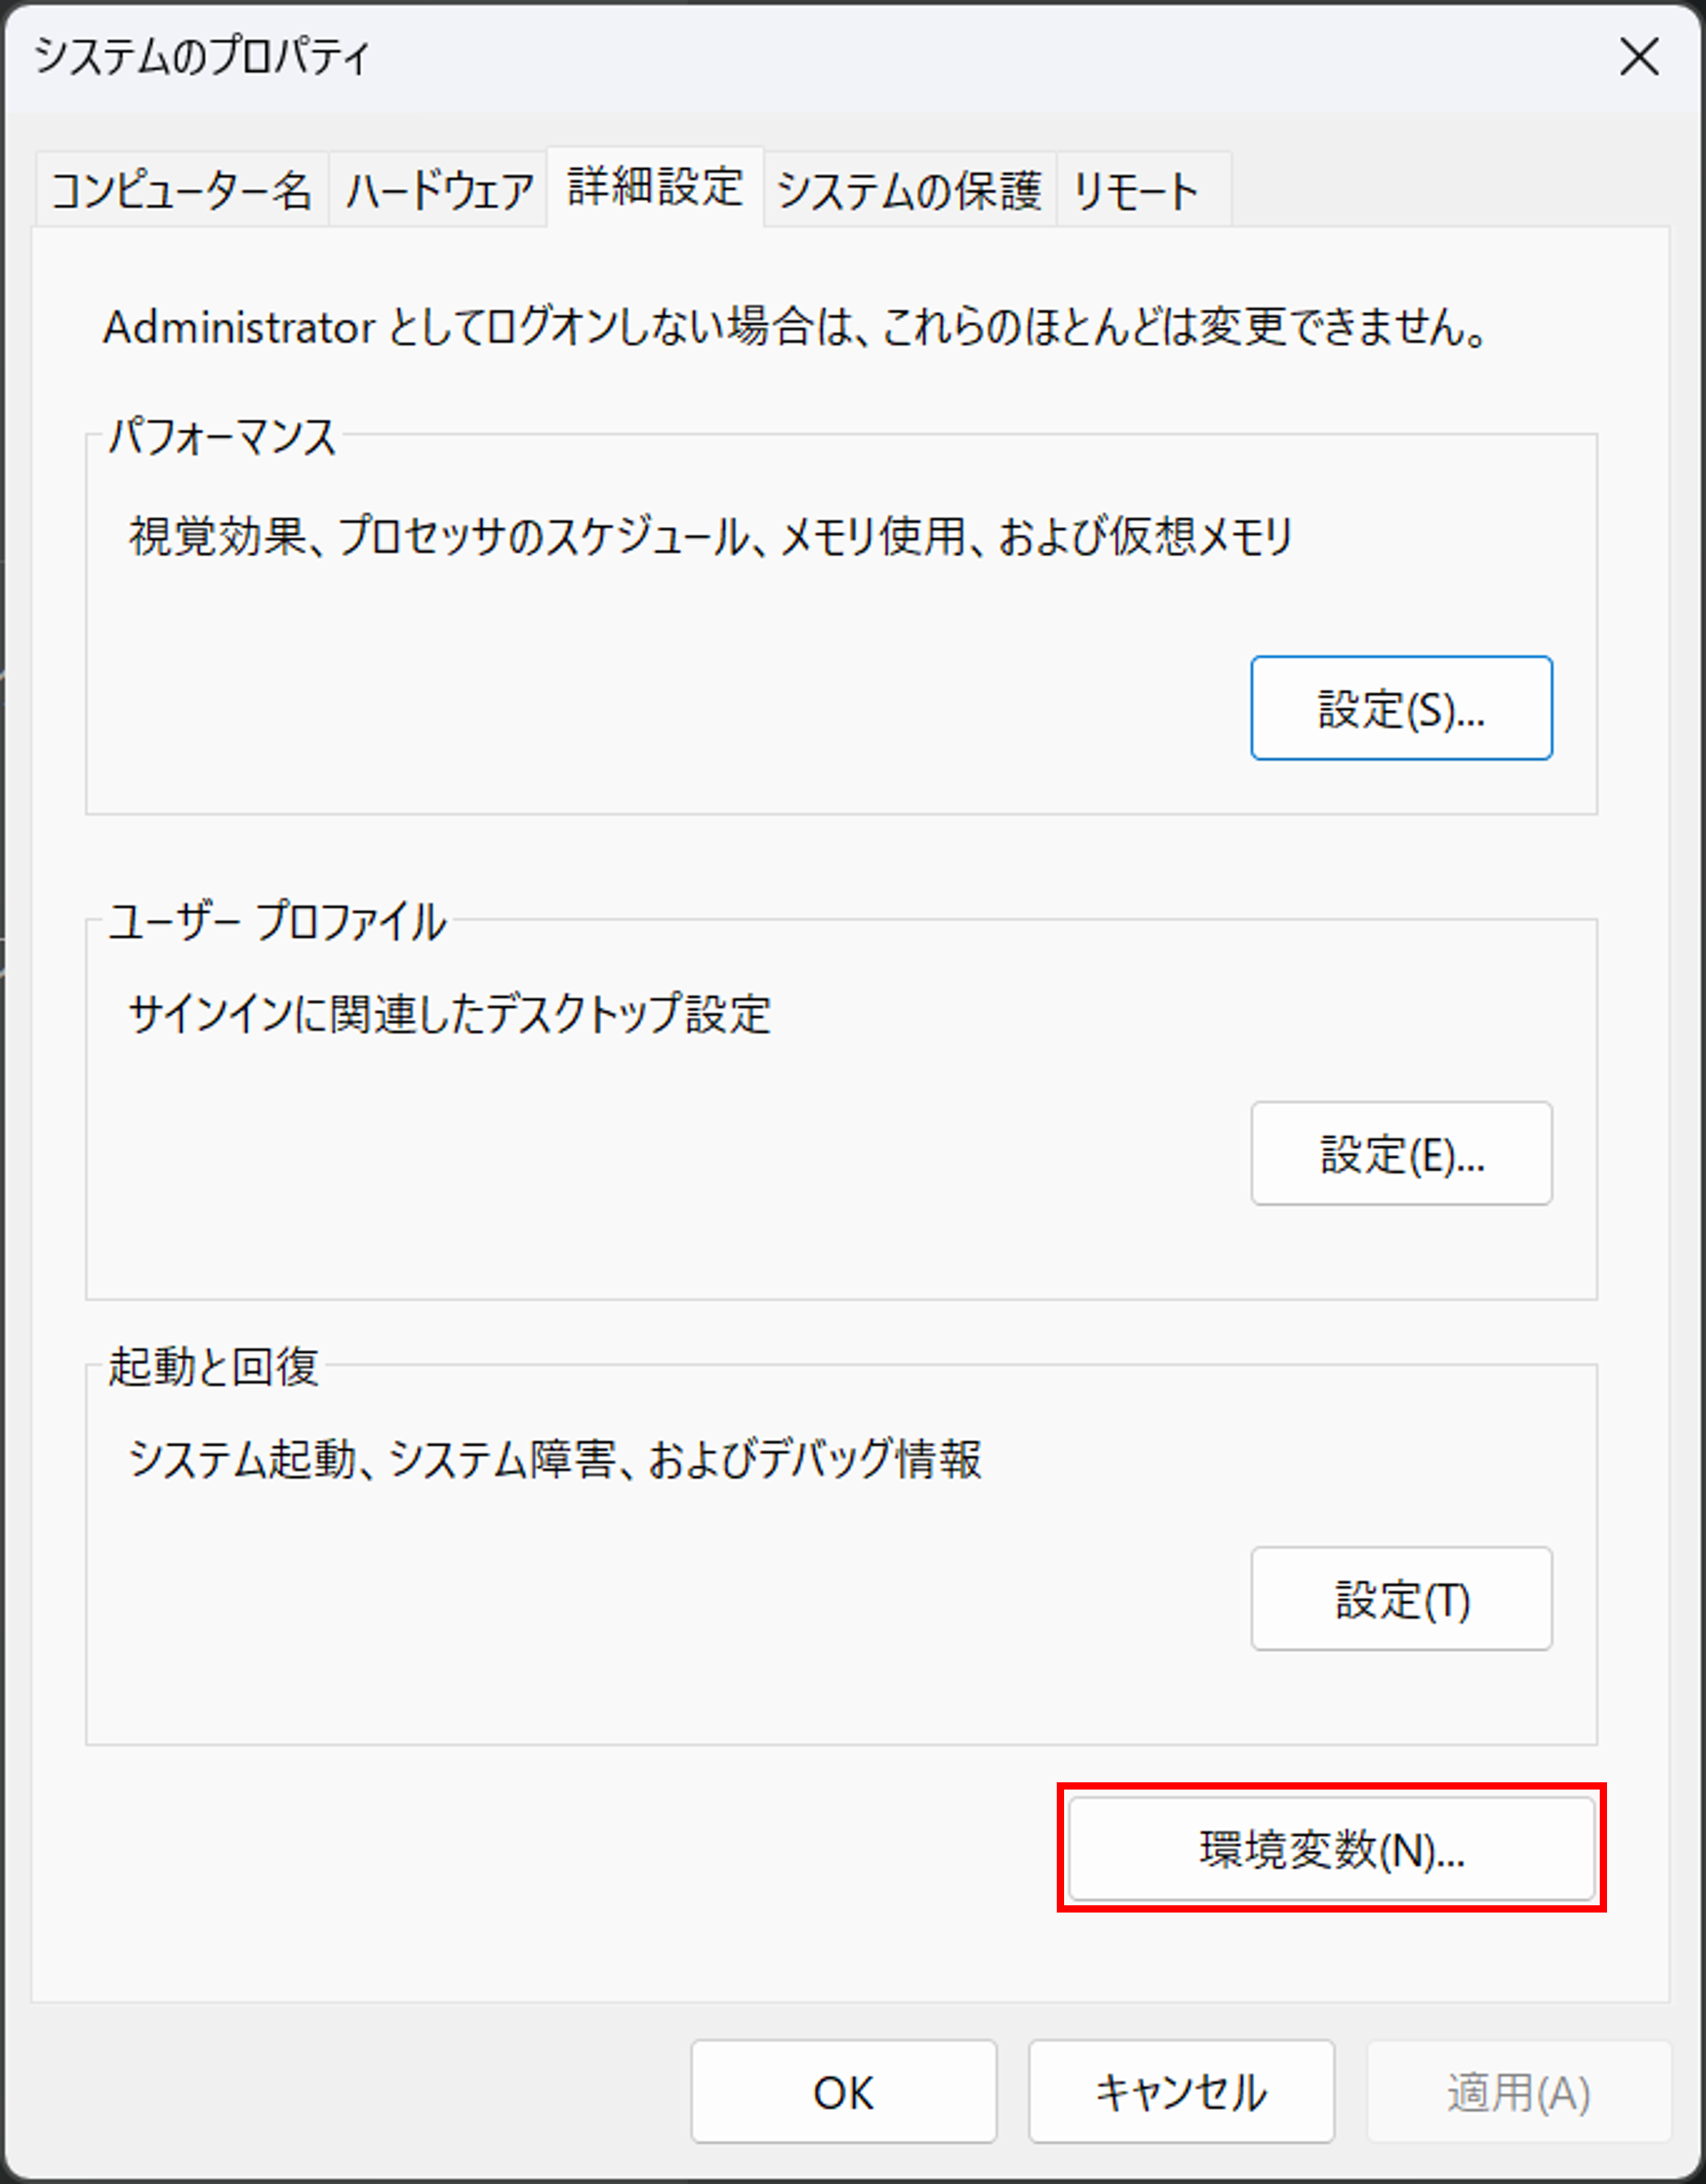 システムのプロパティ
コンピューター名 ハードウェア 詳細設定 システムの保護 リモート
Administrator としてログオンしない場合は、これらのほとんどは変更できません。
パフォーマンス
視覚効果、プロセッサのスケジュール、メモリ使用、および仮想メモリ
設定(S)...
ユーザー プロファイル
サインインに関連したデスクトップ設定
設定(E)...
起動と回復
システム起動、システム障害、およびデバッグ情報
設定(T)
環境変数(N)...
OK キャンセル 適用(A)